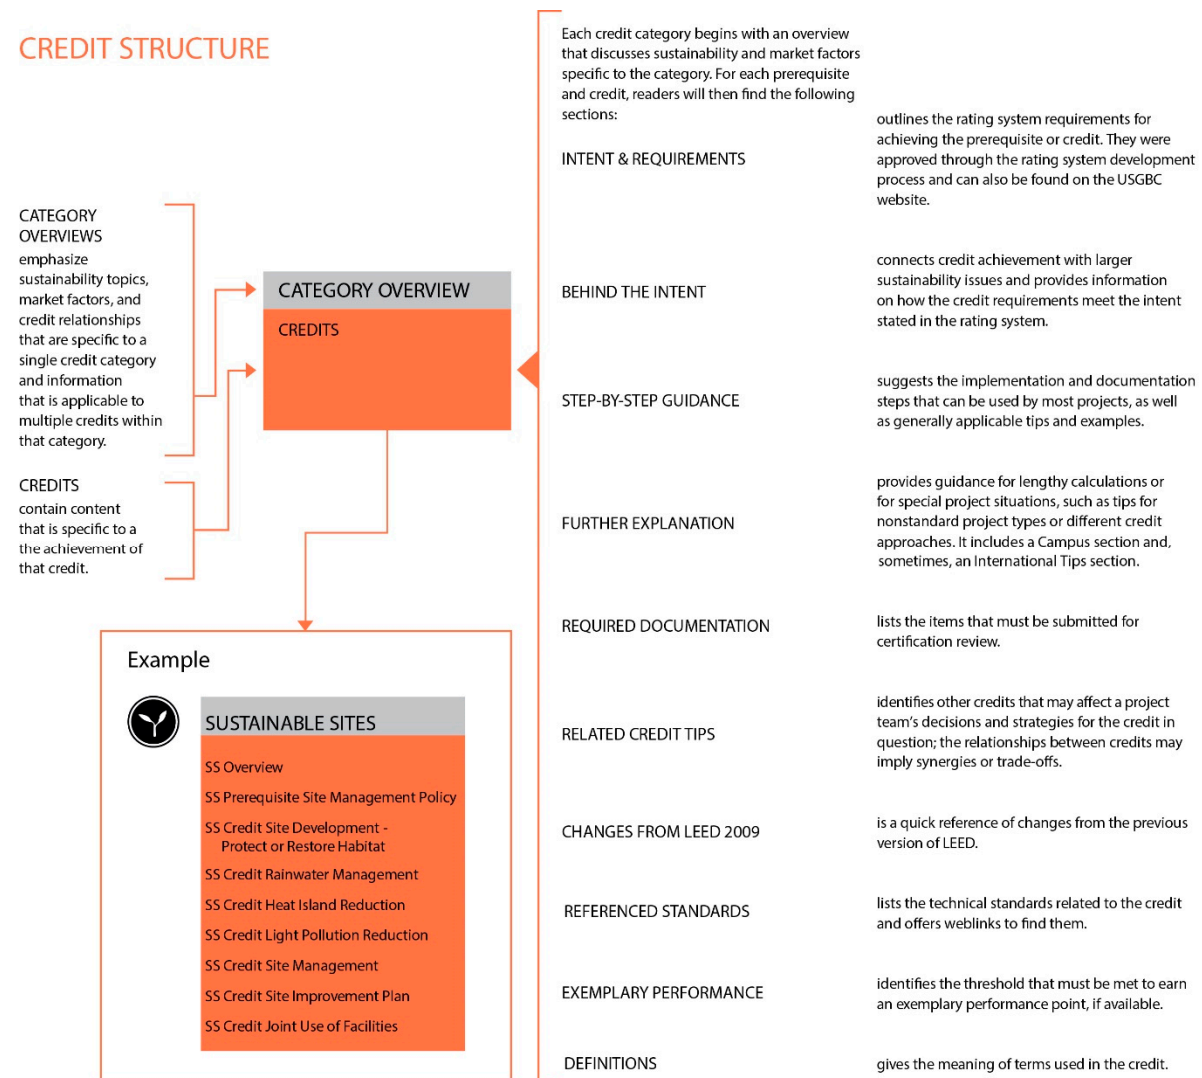 CREDIT STRUCTURE
CATEGORY
OVERVIEWS
emphasize
sustainability topics,
market factors, and
credit relationships
that are specific to a
single credit category
and information
that is applicable to
multiple credits within
that category.
CREDITS
contain content
that is specific to a
the achievement of
that credit.
CATEGORY OVERVIEW
CREDITS
Example
SUSTAINABLE SITES
SS Overview
SS Prerequisite Site Management Policy
SS Credit Site Development -
Protect or Restore Habitat
SS Credit Rainwater Management
SS Credit Heat Island Reduction
SS Credit Light Pollution Reduction
SS Credit Site Management
SS Credit Site Improvement Plan
SS Credit Joint Use of Facilities
Each credit category begins with an overview
that discusses sustainability and market factors
specific to the category. For each prerequisite
and credit, readers will then find the following
sections:
INTENT & REQUIREMENTS
outlines the rating system requirements for
achieving the prerequisite or credit. They were
approved through the rating system development
process and can also be found on the USGBC
website.
BEHIND THE INTENT
connects credit achievement with larger
sustainability issues and provides information
on how the credit requirements meet the intent
stated in the rating system.
STEP-BY-STEP GUIDANCE
suggests the implementation and documentation
steps that can be used by most projects, as well
as generally applicable tips and examples.
FURTHER EXPLANATION
provides guidance for lengthy calculations or
for special project situations, such as tips for
nonstandard project types or different credit
approaches. It includes a Campus section and,
sometimes, an International Tips section.
REQUIRED DOCUMENTATION
lists the items that must be submitted for
certification review.
RELATED CREDIT TIPS
identifies other credits that may affect a project
team's decisions and strategies for the credit in
question; the relationships between credits may
imply synergies or trade-offs.
CHANGES FROM LEED 2009
is a quick reference of changes from the previous
version of LEED.
REFERENCED STANDARDS
lists the technical standards related to the credit
and offers weblinks to find them.
EXEMPLARY PERFORMANCE
identifies the threshold that must be met to earn
an exemplary performance point, if available.
DEFINITIONS
gives the meaning of terms used in the credit.